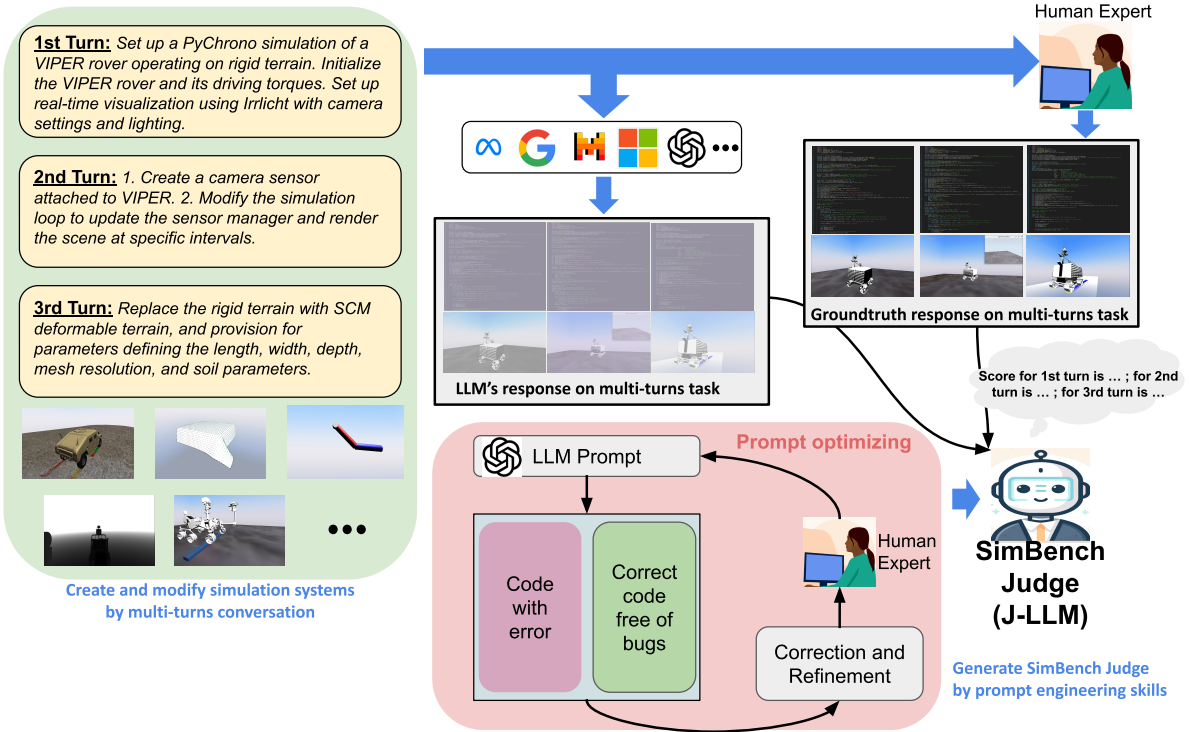 1st Turn: Set up a PyChrono simulation of a
VIPER rover operating on rigid terrain. Initialize
the VIPER rover and its driving torques. Set up
real-time visualization using Irrlicht with camera
settings and lighting.
2nd Turn: 1. Create a camera sensor
attached to VIPER. 2. Modify the simulation
loop to update the sensor manager and render
the scene at specific intervals.
3rd Turn: Replace the rigid terrain with SCM
deformable terrain, and provision for
parameters defining the length, width, depth,
mesh resolution, and soil parameters.
•••
Create and modify simulation systems
by multi-turns conversation
Human Expert
•••
LLM’s response on multi-turns task
Groundtruth response on multi-turns task
Score for 1st turn is … ; for 2nd
turn is … ; for 3rd turn is …
Prompt optimizing
LLM Prompt
Code
with
error
Correct
code
free of
bugs
Human
Expert
Correction and
Refinement
SimBench
Judge
(J-LLM)
Generate SimBench Judge
by prompt engineering skills